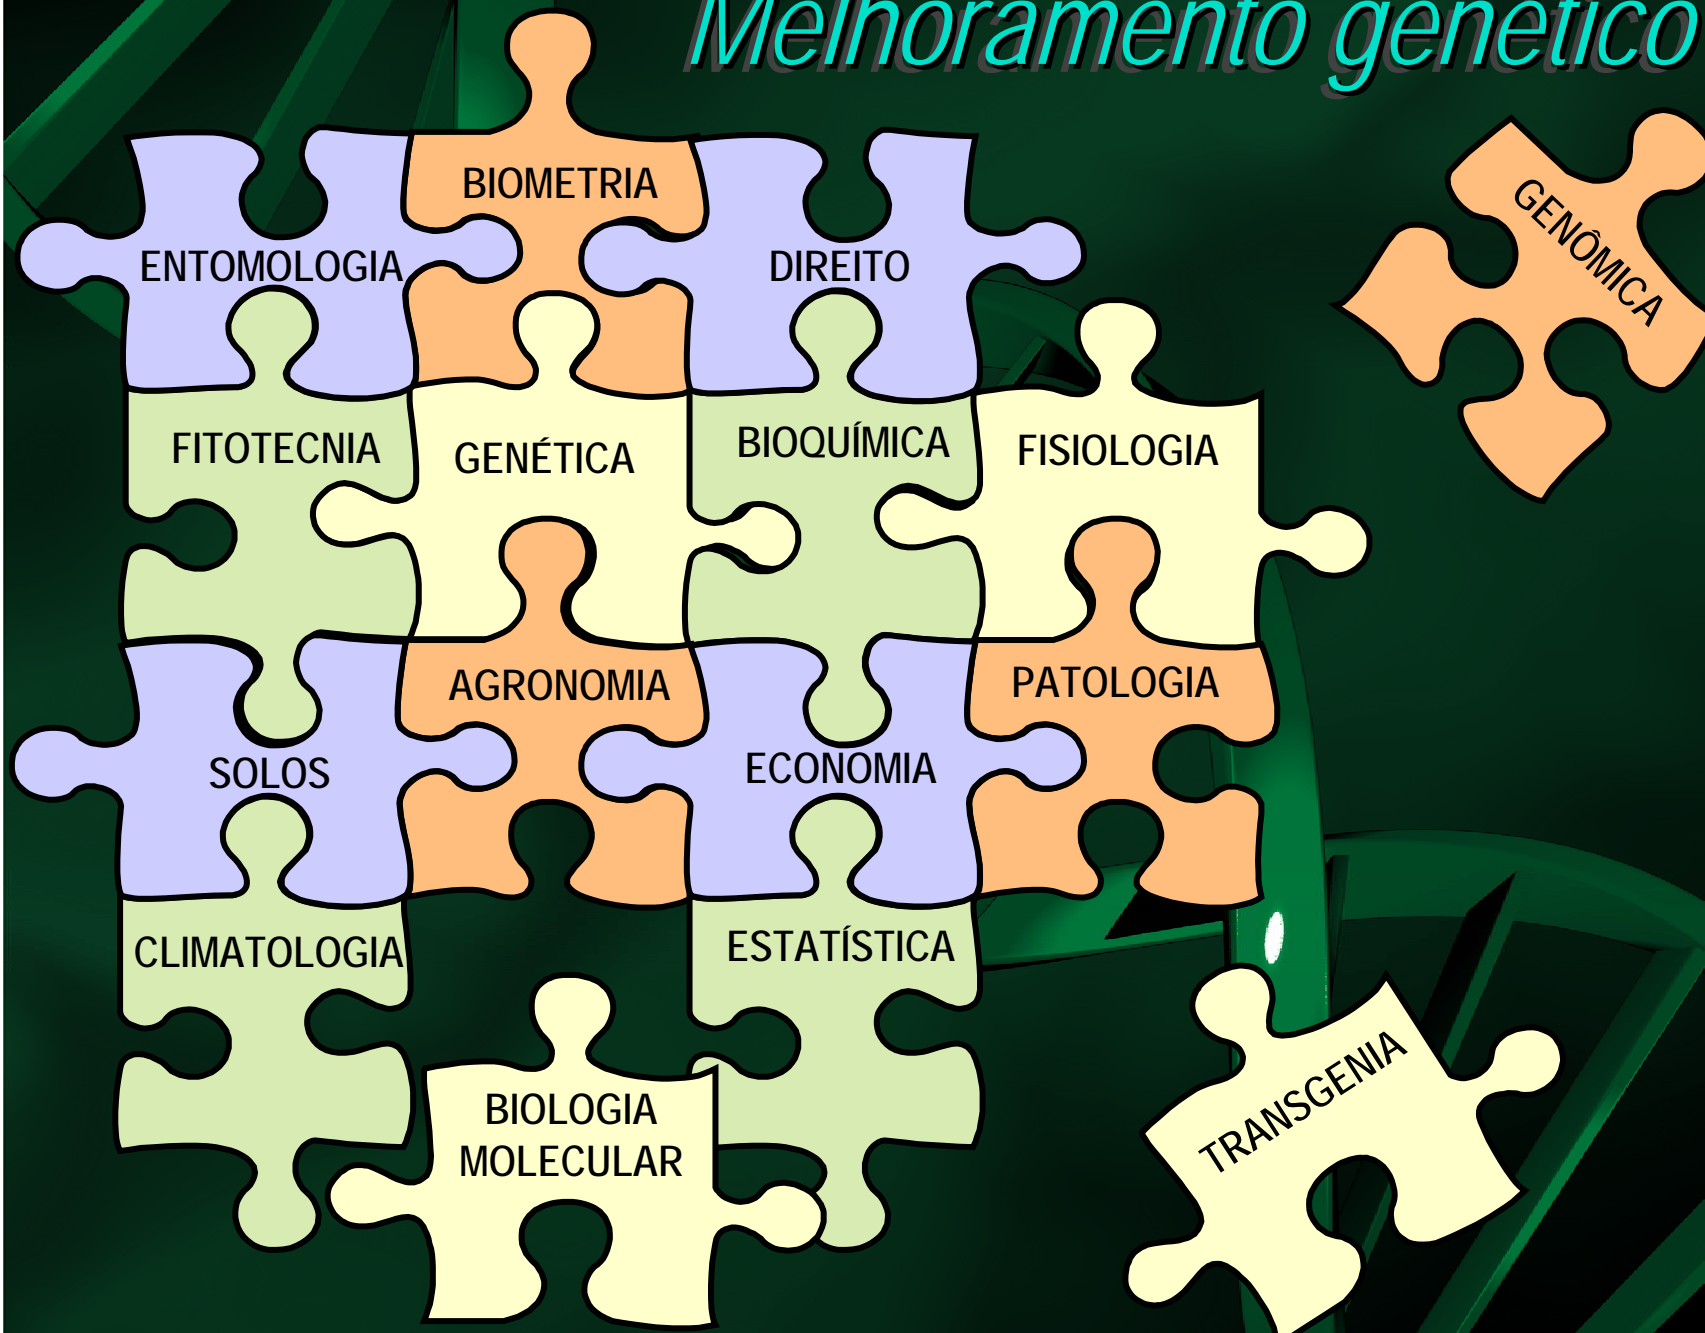 Melhoramento genético
BIOMETRIA
ENTOMOLOGIA
DIREITO
GENÔMICA
FITOTECNIA
GENÉTICA
BIOQUÍMICA
FISIOLOGIA
AGRONOMIA
PATOLOGIA
SOLOS
ECONOMIA
CLIMATOLOGIA
ESTATÍSTICA
BIOLOGIA
MOLECULAR
TRANSGENIA